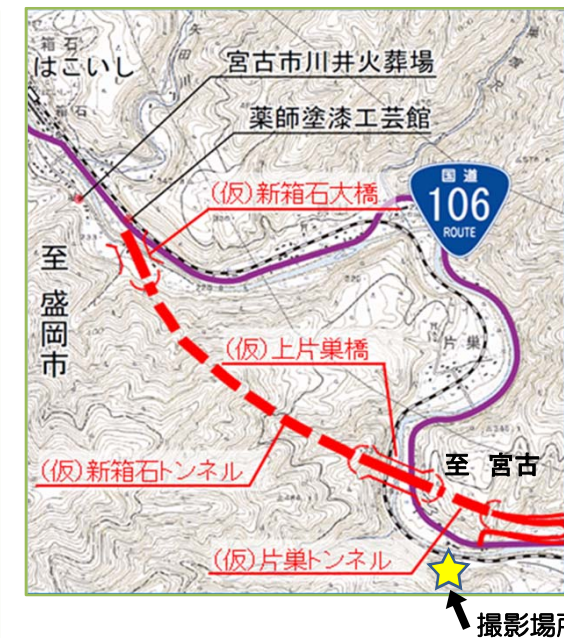 箱石
はこいし
宮古市川井火葬場
薬師塗漆工芸館
(仮)新箱石大橋
国道
106
ROUTE
至 盛岡市
片巣
(仮)上片巣橋
至 宮古
(仮)新箱石トンネル
(仮)片巣トンネル
撮影場所